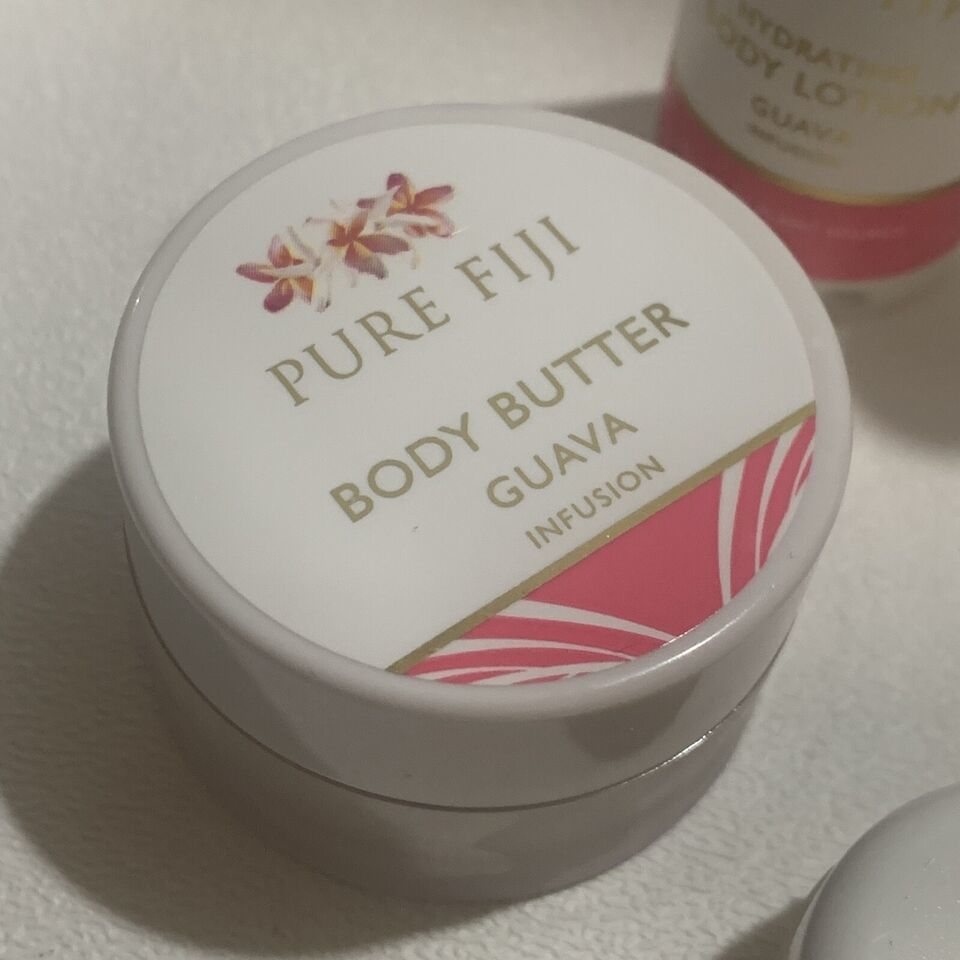 PURE FIJI
BODY BUTTER
GUAVA
INFUSION
HYDRATING
BODY LOTION
GUAVA
INFUSION